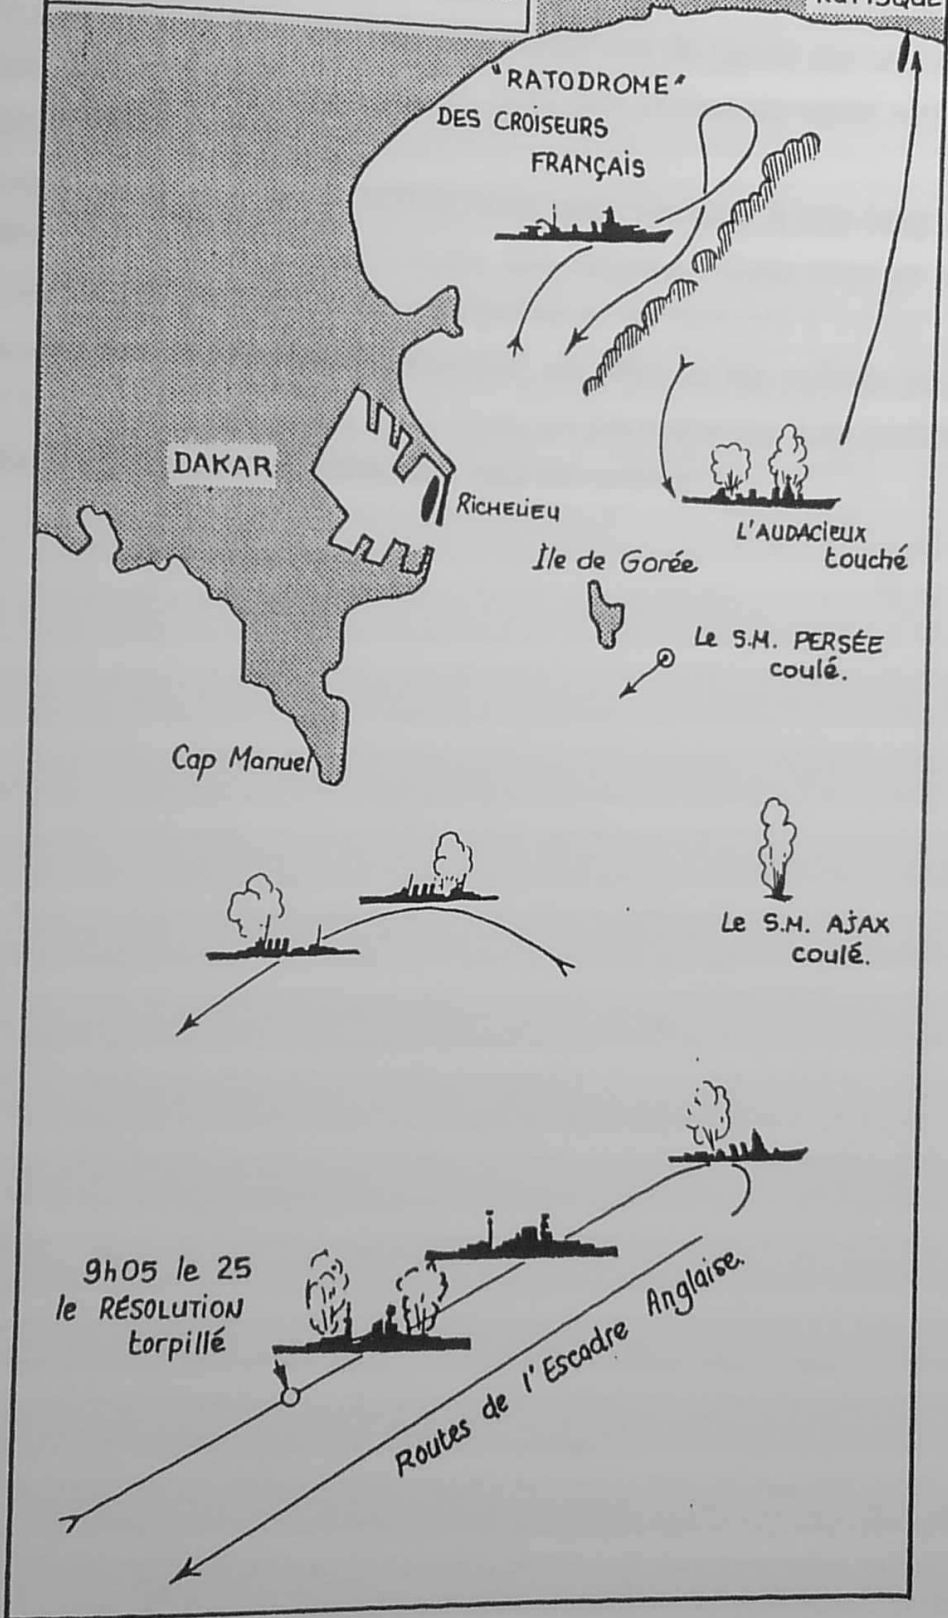 "RATODROME"
DES CROISEURS
FRANÇAIS
DAKAR
RICHELIEU
L'AUDACIEUX
touché
Île de Gorée
Le S.M. PERSÉE
coulé.
Cap Manuel
Le S.M. AJAX
coulé.
9h05 le 25
le RÉSOLUTION
torpillé
Routes de l'Escadre Anglaise.